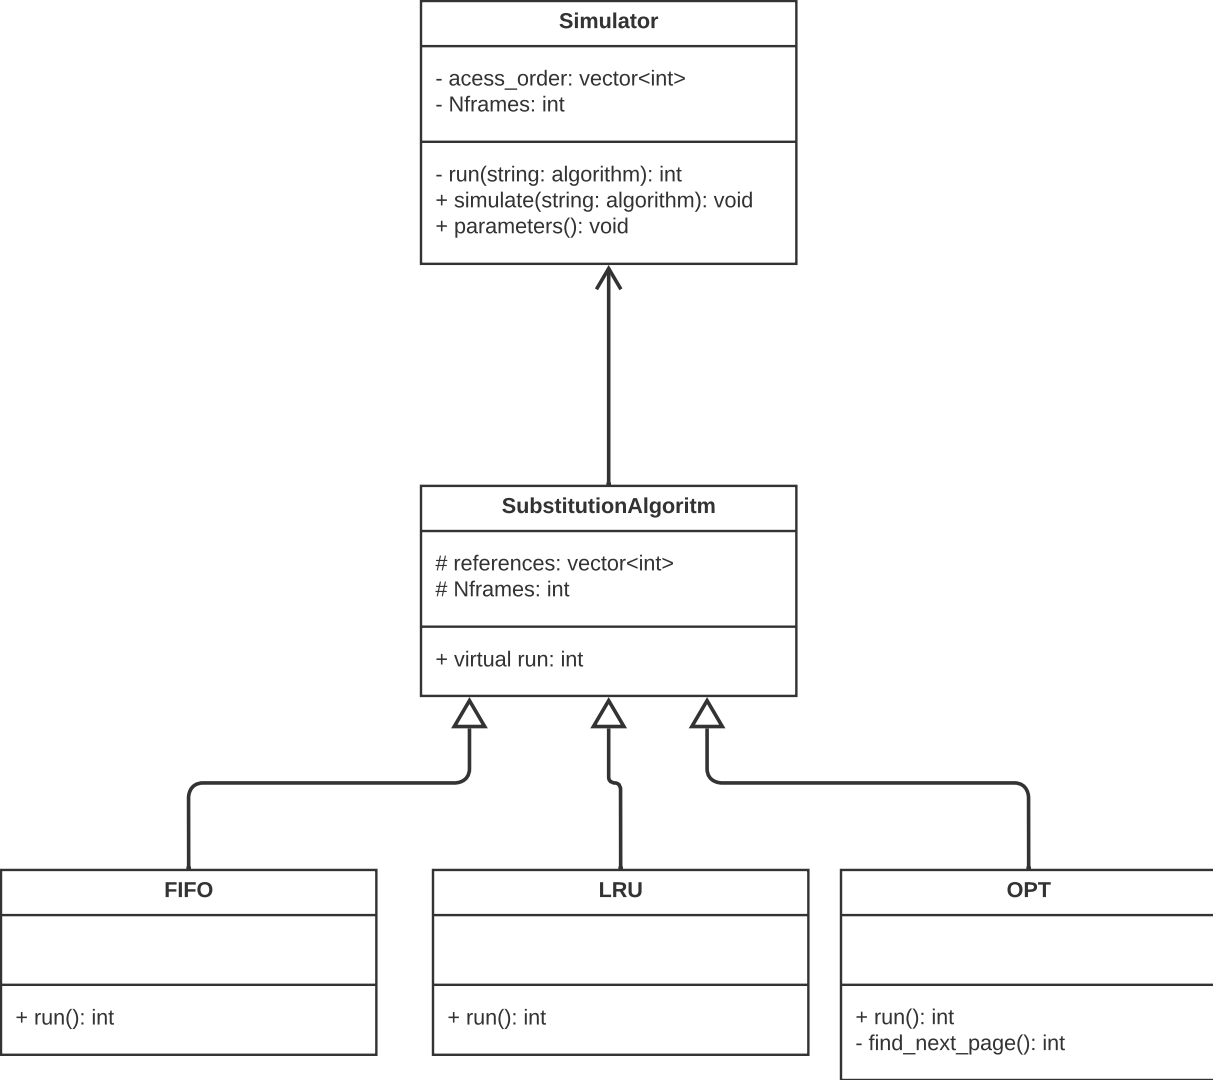 Simulator
- acess_order: vector<int>
- Nframes: int
- run(string: algorithm): int
+ simulate(string: algorithm): void
+ parameters(): void
SubstitutionAlgoritm
# references: vector<int>
# Nframes: int
+ virtual run: int
FIFO
+ run(): int
LRU
+ run(): int
OPT
+ run(): int
- find_next_page(): int